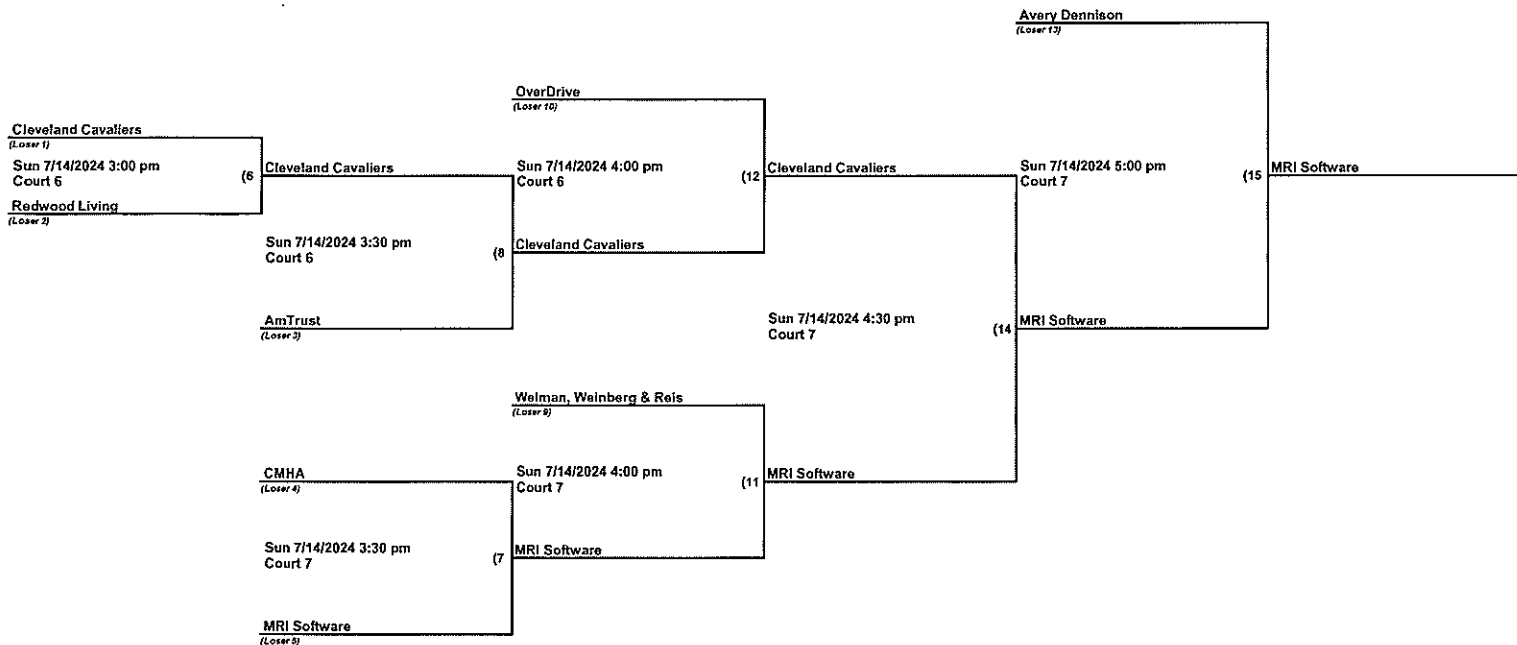 Avery Dennison
(Loser 13)
OverDrive
(Loser 10)
Cleveland Cavaliers
(Loser 1)
Sun 7/14/2024 3:00 pm
Court 6
(6
Cleveland Cavaliers
Sun 7/14/2024 4:00 pm
Court 6
(12
Cleveland Cavaliers
Sun 7/14/2024 5:00 pm
Court 7
(15
MRI Software
Redwood Living
(Loser 2)
Sun 7/14/2024 3:30 pm
Court 6
(8
Cleveland Cavaliers
AmTrust
(Loser 3)
Sun 7/14/2024 4:30 pm
Court 7
(14
MRI Software
Welman, Weinberg & Reis
(Loser 9)
CMHA
(Loser 4)
Sun 7/14/2024 4:00 pm
Court 7
(11
MRI Software
Sun 7/14/2024 3:30 pm
Court 7
(7
MRI Software
MRI Software
(Loser 5)